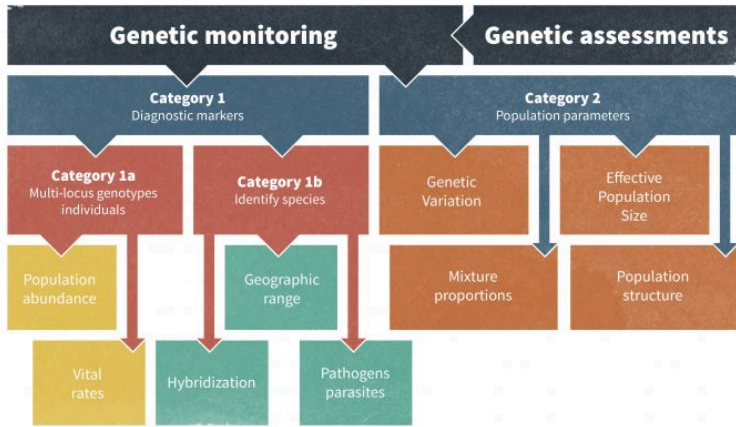 Genetic monitoring
Genetic assessments
Category 1
Diagnostic markers
Category 2
Population parameters
Category 1a
Multi-locus genotypes
individuals
Category 1b
Identify species
Genetic
Variation
Effective
Population
Size
Population
abundance
Geographic
range
Mixture
proportions
Population
structure
Vital
rates
Hybridization
Pathogens
parasites